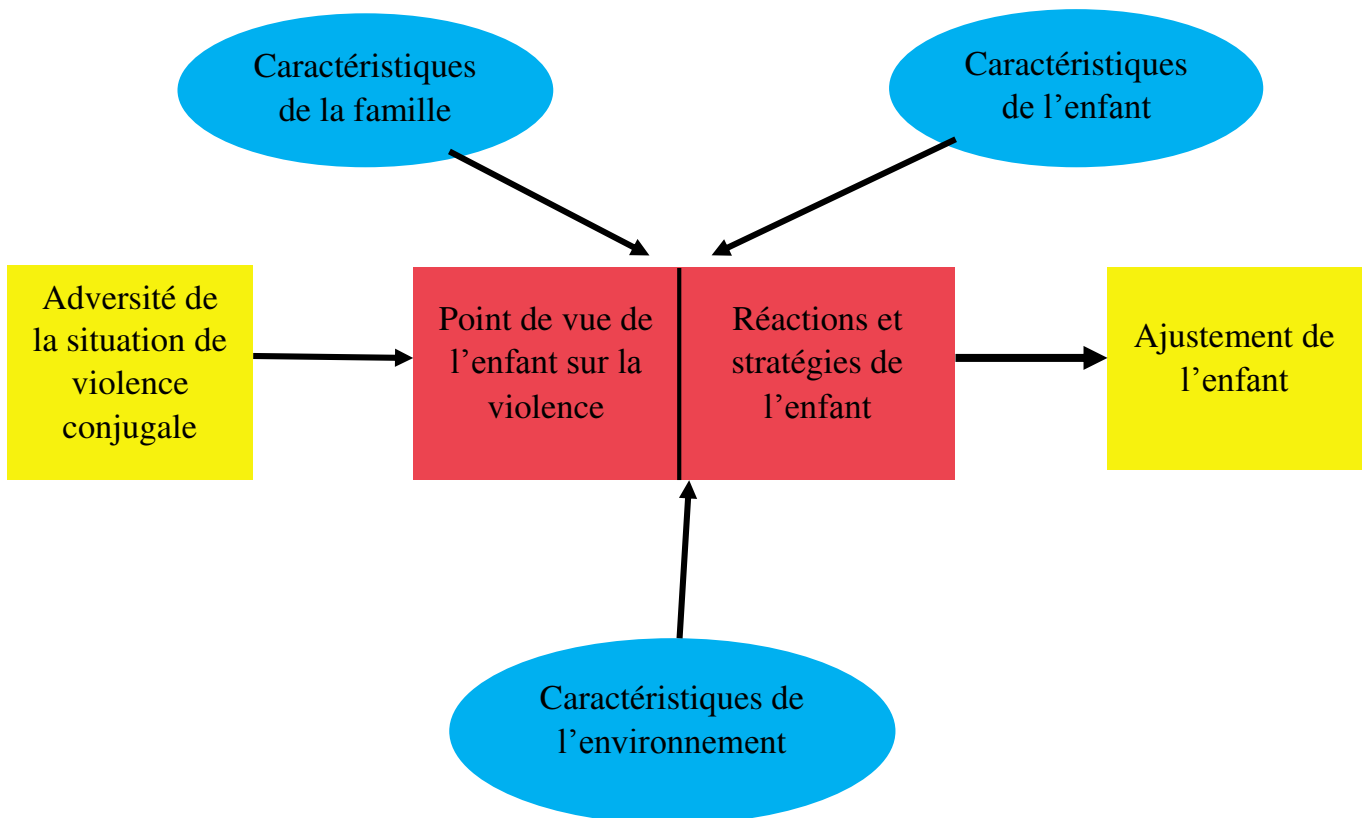 Caractéristiques
de la famille
Caractéristiques
de l’enfant
Adversité de
la situation de
violence
conjugale
Point de vue de
l’enfant sur la
violence
Réactions et
stratégies de
l’enfant
Ajustement de
l’enfant
Caractéristiques de
l’environnement